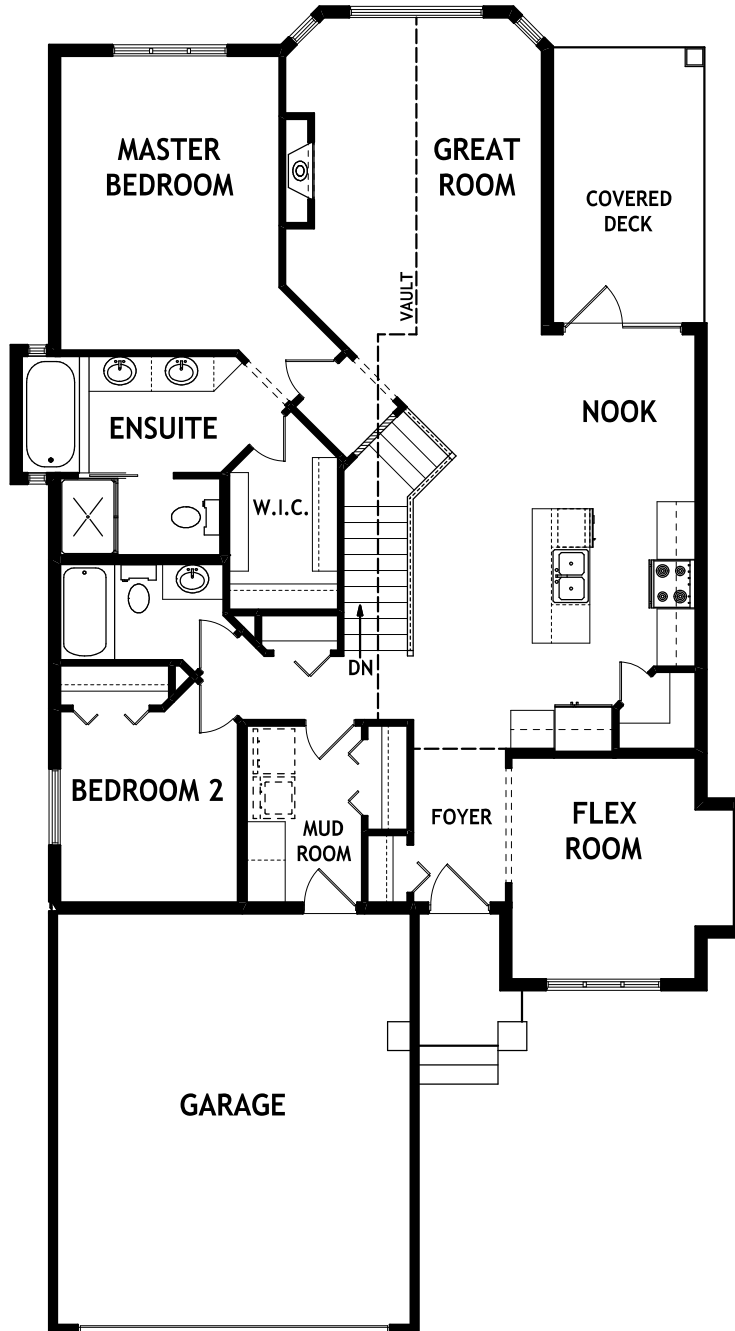 MASTER
BEDROOM
GREAT
ROOM
COVERED
DECK
VAULT
ENSUITE
NOOK
W.I.C.
DN
BEDROOM 2
MUD
ROOM
FOYER
FLEX
ROOM
GARAGE